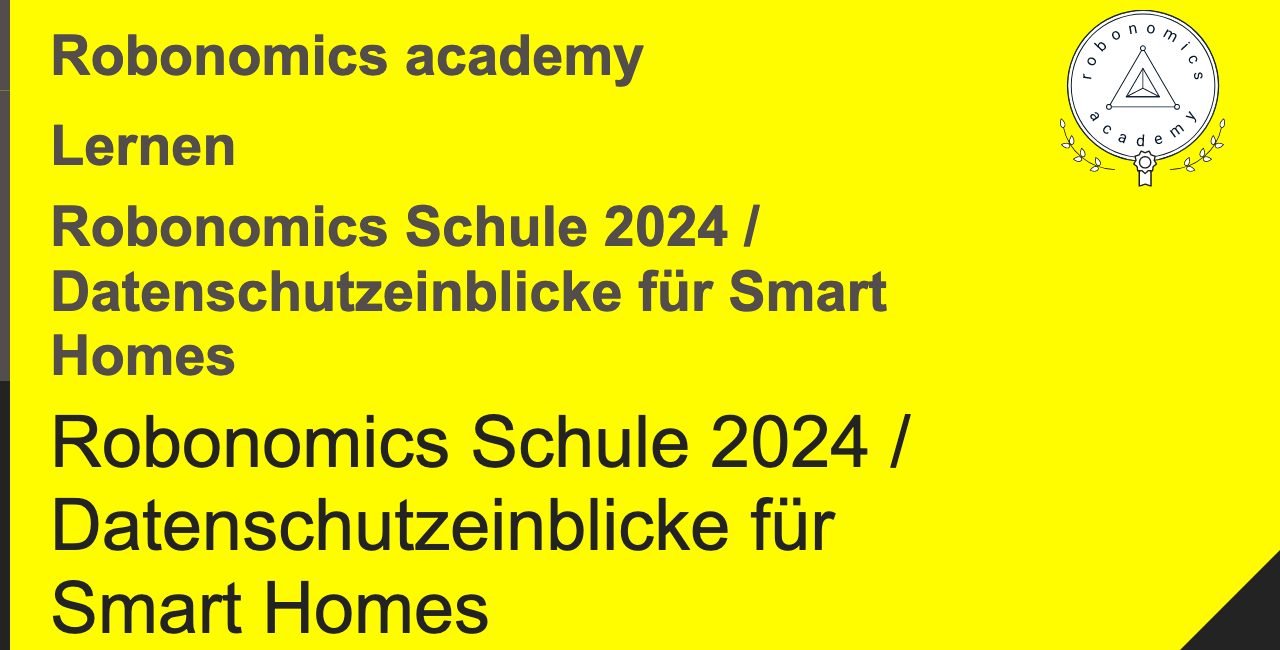 Robonomics academy
robonomics
academy
Lernen
Robonomics Schule 2024 /
Datenschutzeinblicke für Smart
Homes
Robonomics Schule 2024 /
Datenschutzeinblicke für
Smart Homes